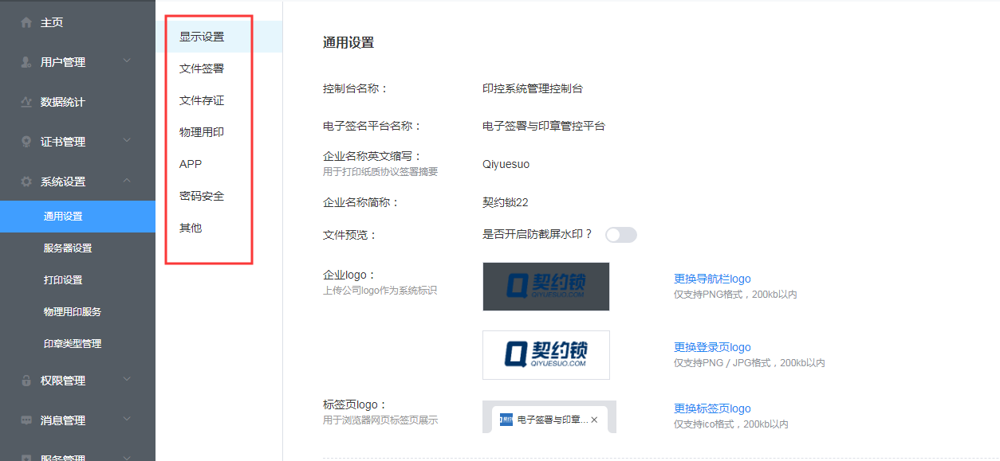 主页
用户管理
数据统计
证书管理
系统设置
通用设置
服务器设置
打印设置
物理用印服务
印章类型管理
权限管理
消息管理
服务管理
显示设置
文件签署
文件存证
物理用印
APP
密码安全
其他
通用设置
控制台名称：
印控系统管理控制台
电子签名平台名称：
电子签署与印章管控平台
企业名称英文缩写：
用于打印纸质协议签署摘要
Qiyuesuo
企业名称简称：
契约锁22
文件预览：
是否开启防截屏水印？
企业logo：
上传公司logo作为系统标识
契约锁
QIYUESUO.COM
更换导航栏logo
仅支持PNG格式，200kb以内
契约锁
QIYUESUO.COM
更换登录页logo
仅支持PNG / JPG格式，200kb以内
标签页logo：
用于浏览器网页标签页展示
电子签署与印章...
更换标签页logo
仅支持ico格式，200kb以内